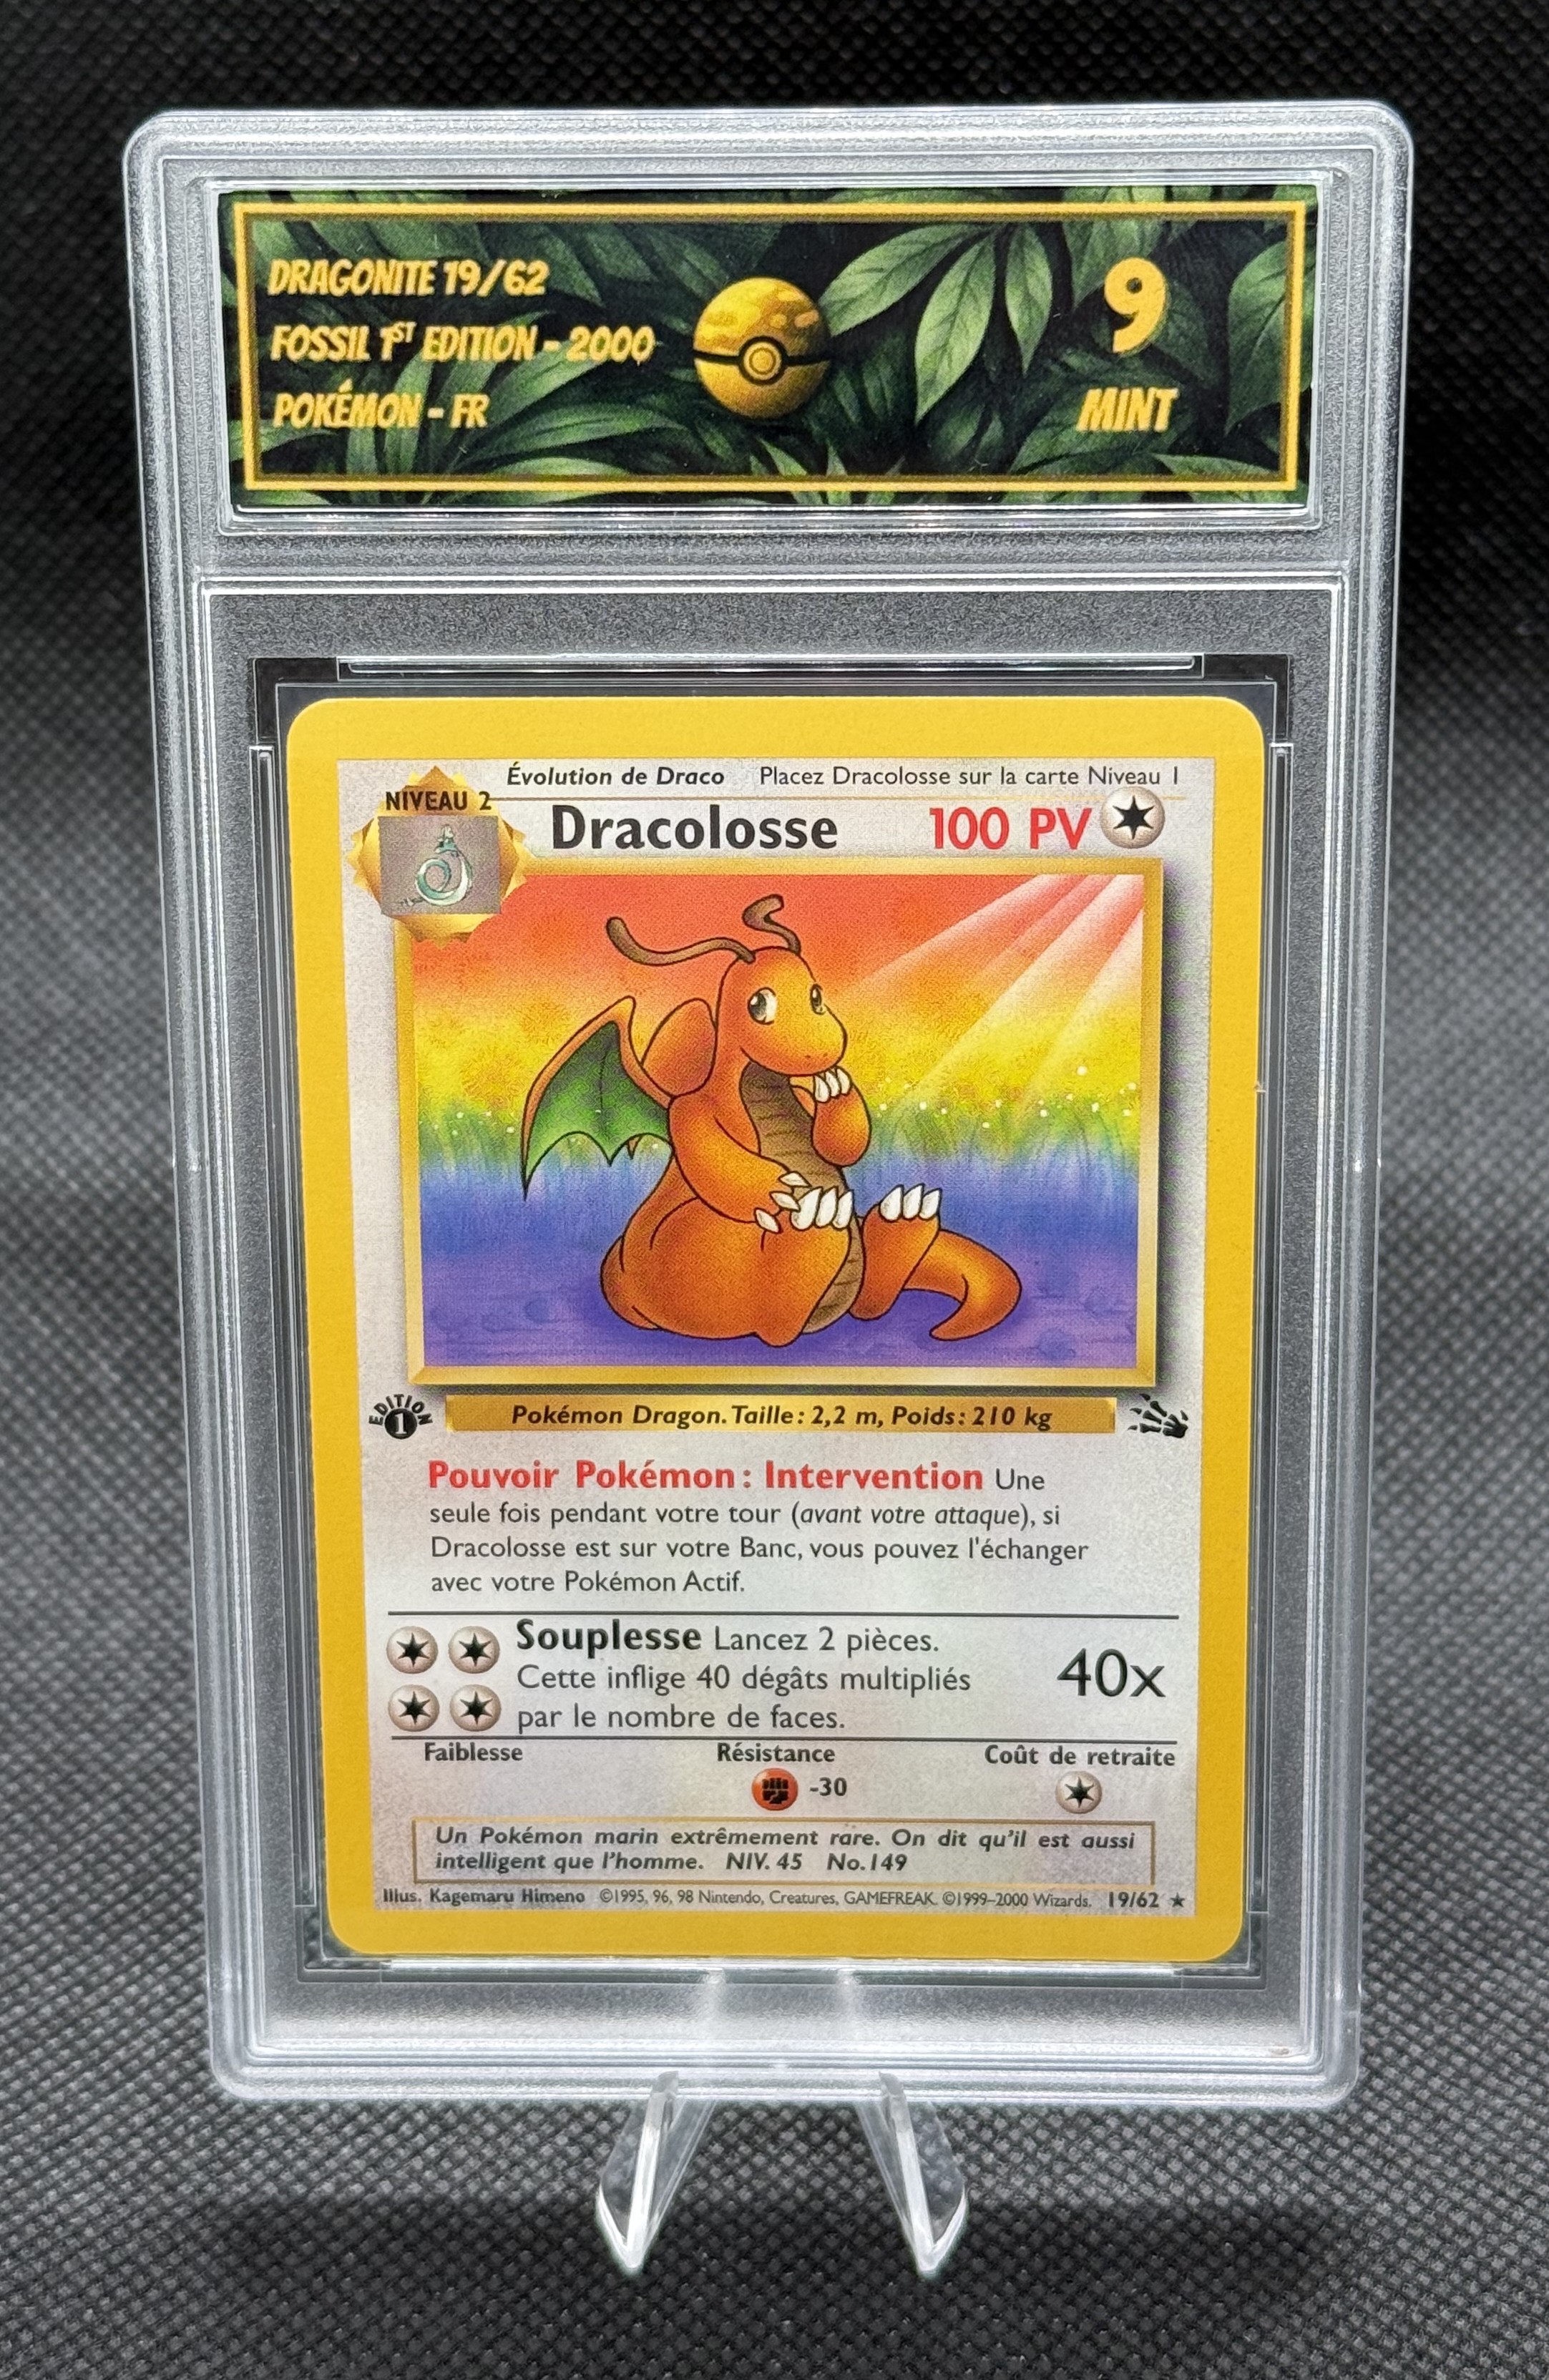 DRAGONITE 19/62
FOSSIL 1ST EDITION - 2000
POKÉMON - FR
9
MINT
Évolution de Draco Placez Dracolosse sur la carte Niveau 1
NIVEAU 2
Dracolosse 100 PV
EDITION 1
Pokémon Dragon. Taille: 2,2 m, Poids: 210 kg
Pouvoir Pokémon: Intervention Une
seule fois pendant votre tour (avant votre attaque), si
Dracolosse est sur votre Banc, vous pouvez l'échanger
avec votre Pokémon Actif.
Souplesse Lancez 2 pièces.
Cette inflige 40 dégâts multipliés
par le nombre de faces.
40x
Faiblesse Résistance Coût de retraite
-30
Un Pokémon marin extrêmement rare. On dit qu'il est aussi
intelligent que l'homme. NIV. 45 No. 149
Illus. Kagemaru Himeno ©1995, 96, 98 Nintendo, Creatures, GAMEFREAK. ©1999–2000 Wizards. 19/62 ★